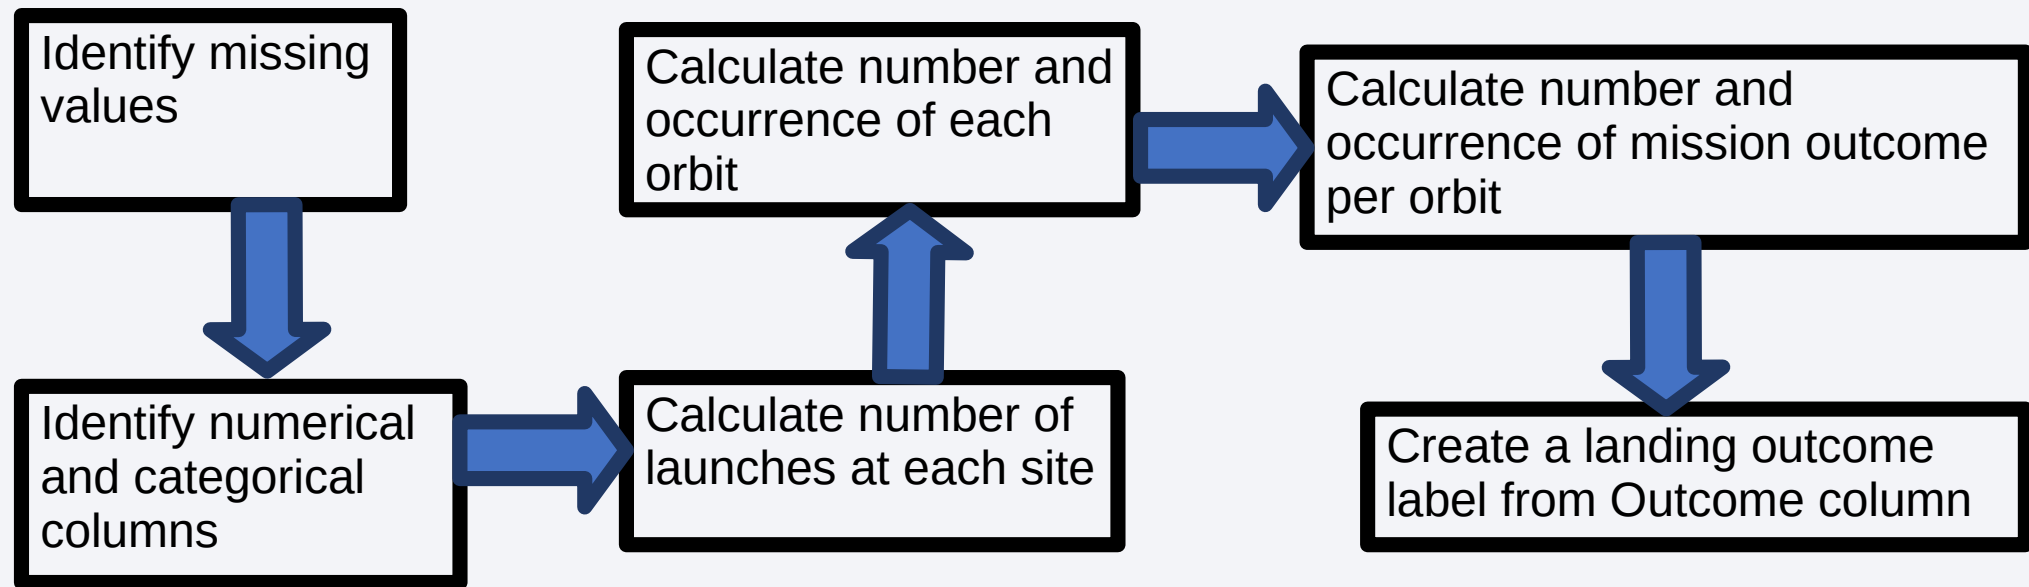 Identify missing
values
Identify numerical
and categorical
columns
Calculate number of
launches at each site
Calculate number and
occurrence of each
orbit
Calculate number and
occurrence of mission outcome
per orbit
Create a landing outcome
label from Outcome column